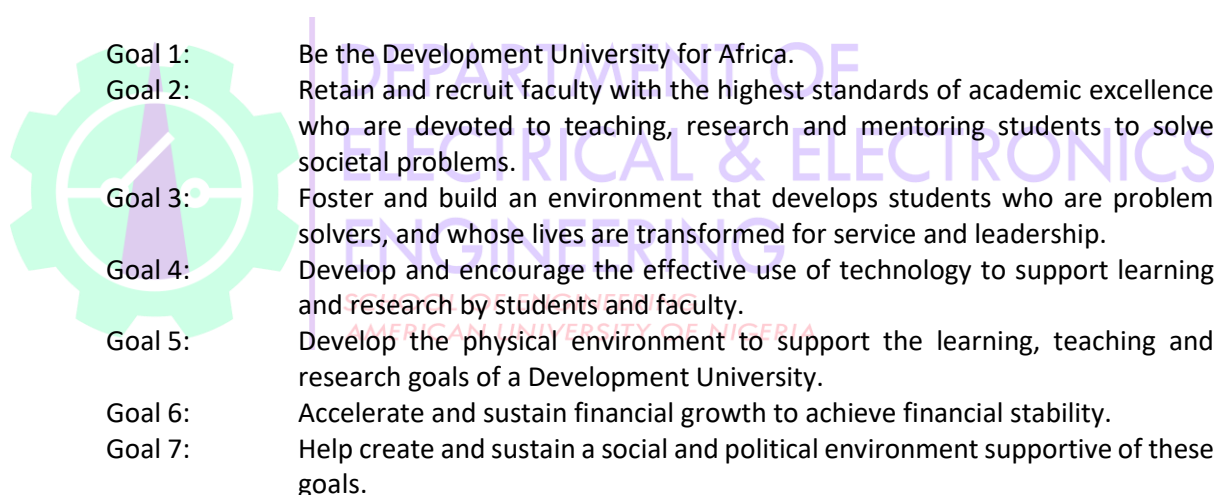 Goal 1: Be the Development University for Africa.
Goal 2: Retain and recruit faculty with the highest standards of academic excellence
who are devoted to teaching, research and mentoring students to solve
societal problems.
Goal 3: Foster and build an environment that develops students who are problem
solvers, and whose lives are transformed for service and leadership.
Goal 4: Develop and encourage the effective use of technology to support learning
and research by students and faculty.
Goal 5: Develop the physical environment to support the learning, teaching and
research goals of a Development University.
Goal 6: Accelerate and sustain financial growth to achieve financial stability.
Goal 7: Help create and sustain a social and political environment supportive of these
goals.
DEPARTMENT OF
ELECTRICAL & ELECTRONICS
ENGINEERING
SCHOOL OF ENGINEERING
AMERICAN UNIVERSITY OF NIGERIA